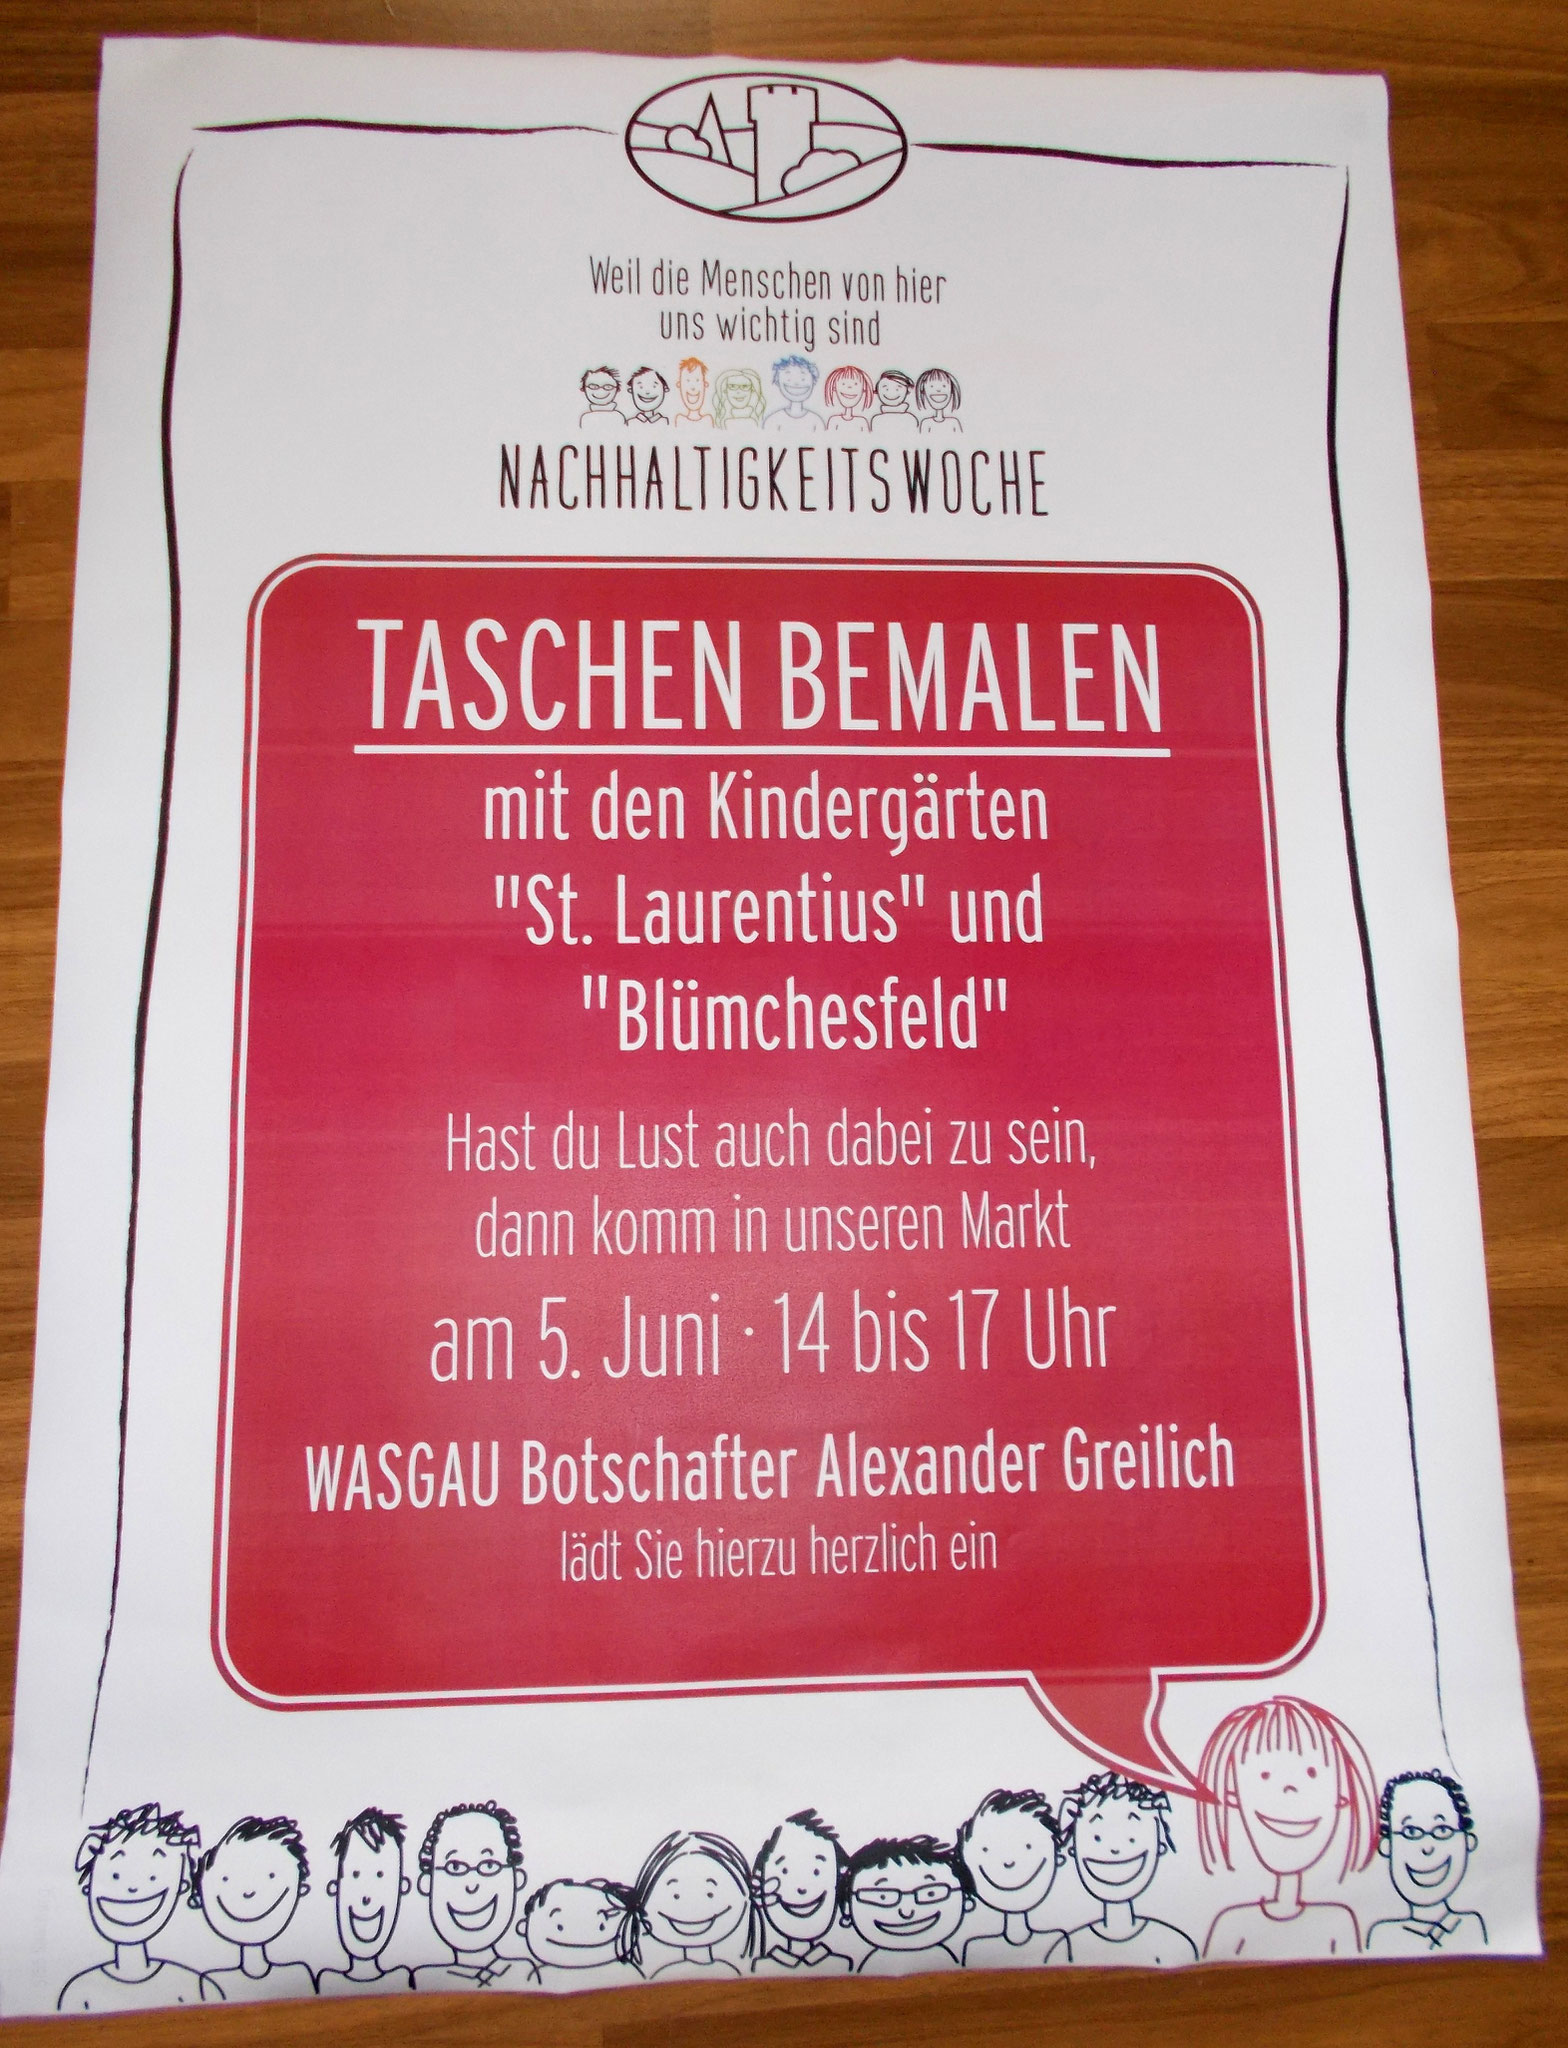 Weil die Menschen von hier
uns wichtig sind
NACHHALTIGKEITSWOCHE
TASCHEN BEMALEN
mit den Kindergärten
"St. Laurentius" und
"Blümchesfeld"
Hast du Lust auch dabei zu sein,
dann komm in unseren Markt
am 5. Juni · 14 bis 17 Uhr
WASGAU Botschafter Alexander Greilich
lädt Sie hierzu herzlich ein